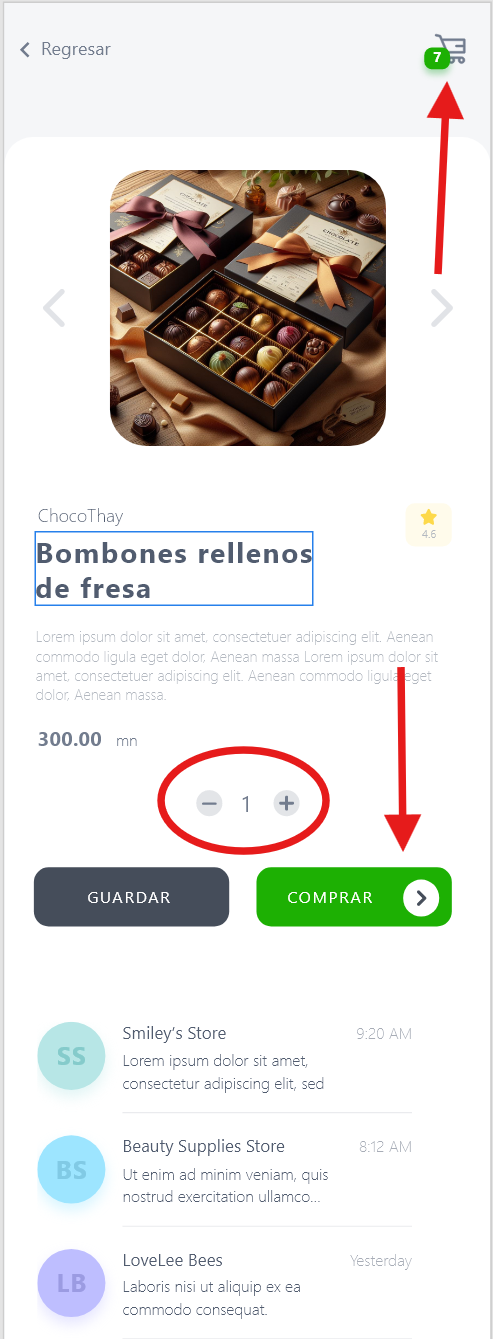 Regresar
7
CHOCOLATE
ChocoThay
4.6
Bombones rellenos
de fresa
Lorem ipsum dolor sit amet, consectetuer adipiscing elit. Aenean
commodo ligula eget dolor, Aenean massa Lorem ipsum dolor sit
amet, consectetuer adipiscing elit. Aenean commodo ligula eget
dolor, Aenean massa.
300.00 mn
1
GUARDAR
COMPRAR
SS
Smiley's Store
9:20 AM
Lorem ipsum dolor sit amet,
consectetur adipiscing elit, sed
BS
Beauty Supplies Store
8:12 AM
Ut enim ad minim veniam, quis
nostrud exercitation ullamco...
LB
LoveLee Bees
Yesterday
Laboris nisi ut aliquip ex ea
commodo consequat.